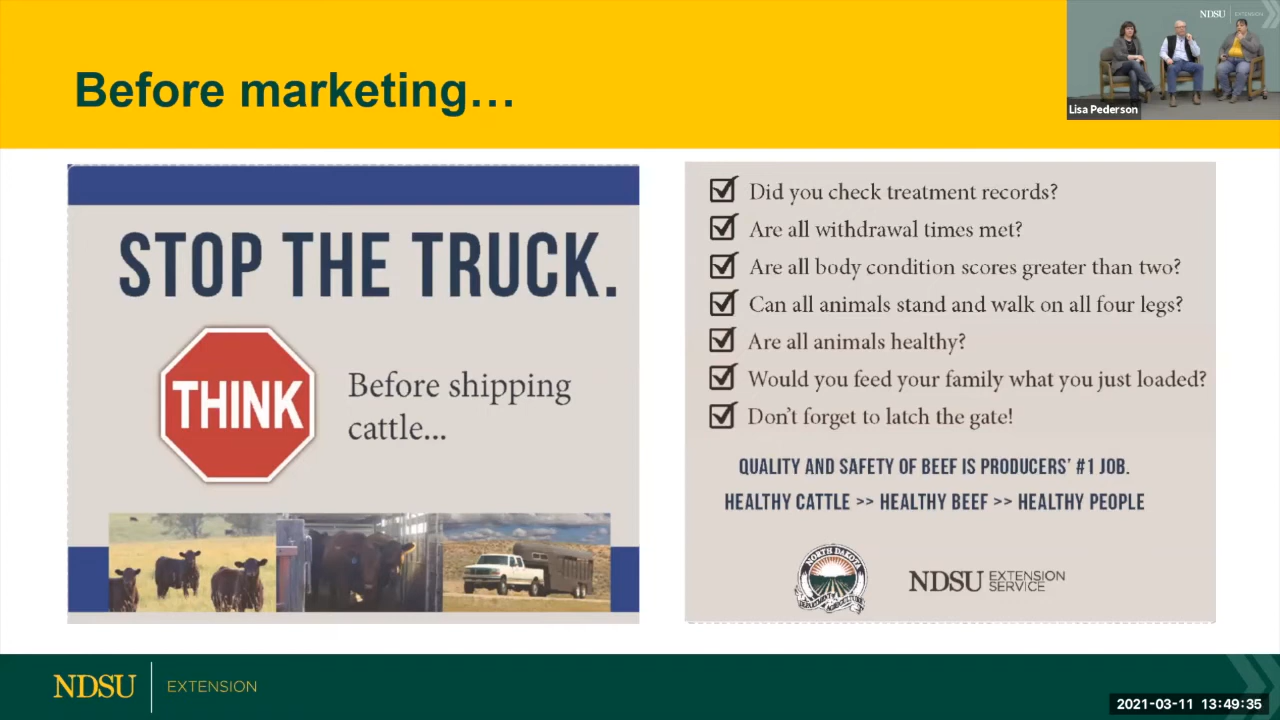 Before marketing…
NDSU EXTENSION
Lisa Pederson
STOP THE TRUCK.
THINK
Before shipping
cattle...
Did you check treatment records?
Are all withdrawal times met?
Are all body condition scores greater than two?
Can all animals stand and walk on all four legs?
Are all animals healthy?
Would you feed your family what you just loaded?
Don't forget to latch the gate!
QUALITY AND SAFETY OF BEEF IS PRODUCERS' #1 JOB.
HEALTHY CATTLE >> HEALTHY BEEF >> HEALTHY PEOPLE
NORTH DAKOTA
DEPARTMENT AGRICULTURE
NDSU EXTENSION
SERVICE
NDSU EXTENSION
2021-03-11 13:49:35